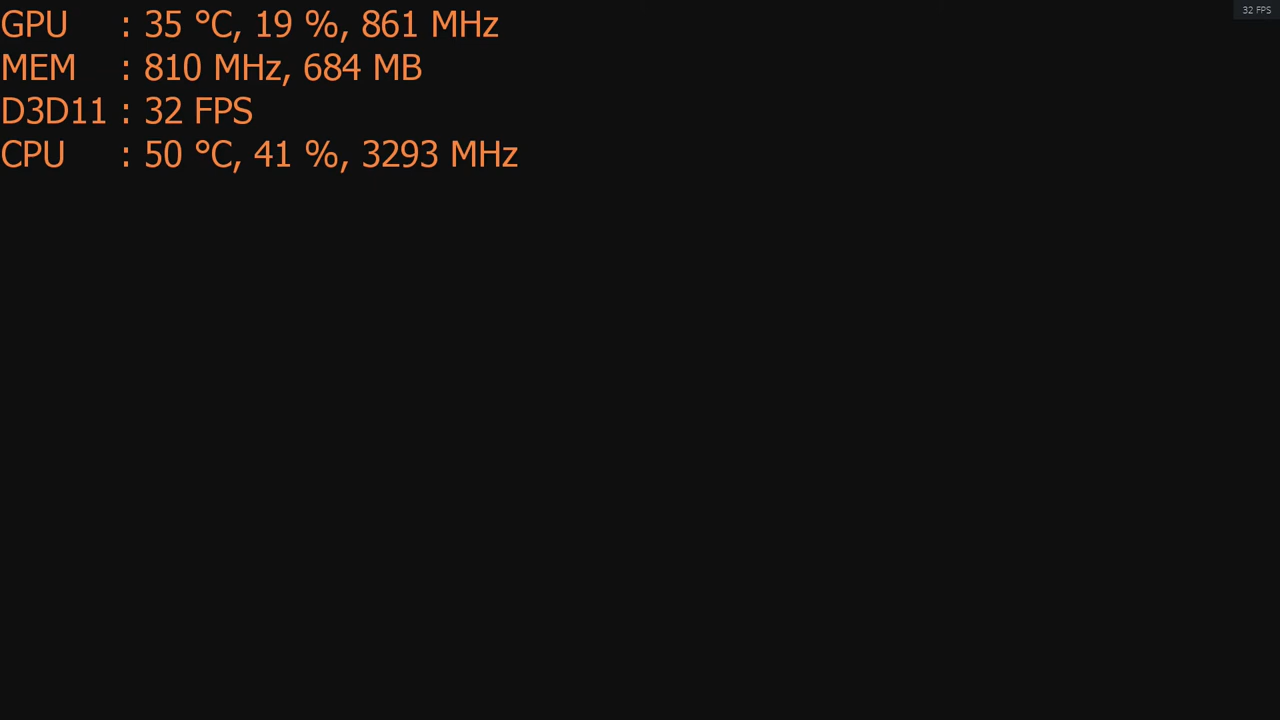 GPU : 35 °C, 19 %, 861 MHz
32 FPS
MEM : 810 MHz, 684 MB
D3D11 : 32 FPS
CPU : 50 °C, 41 %, 3293 MHz